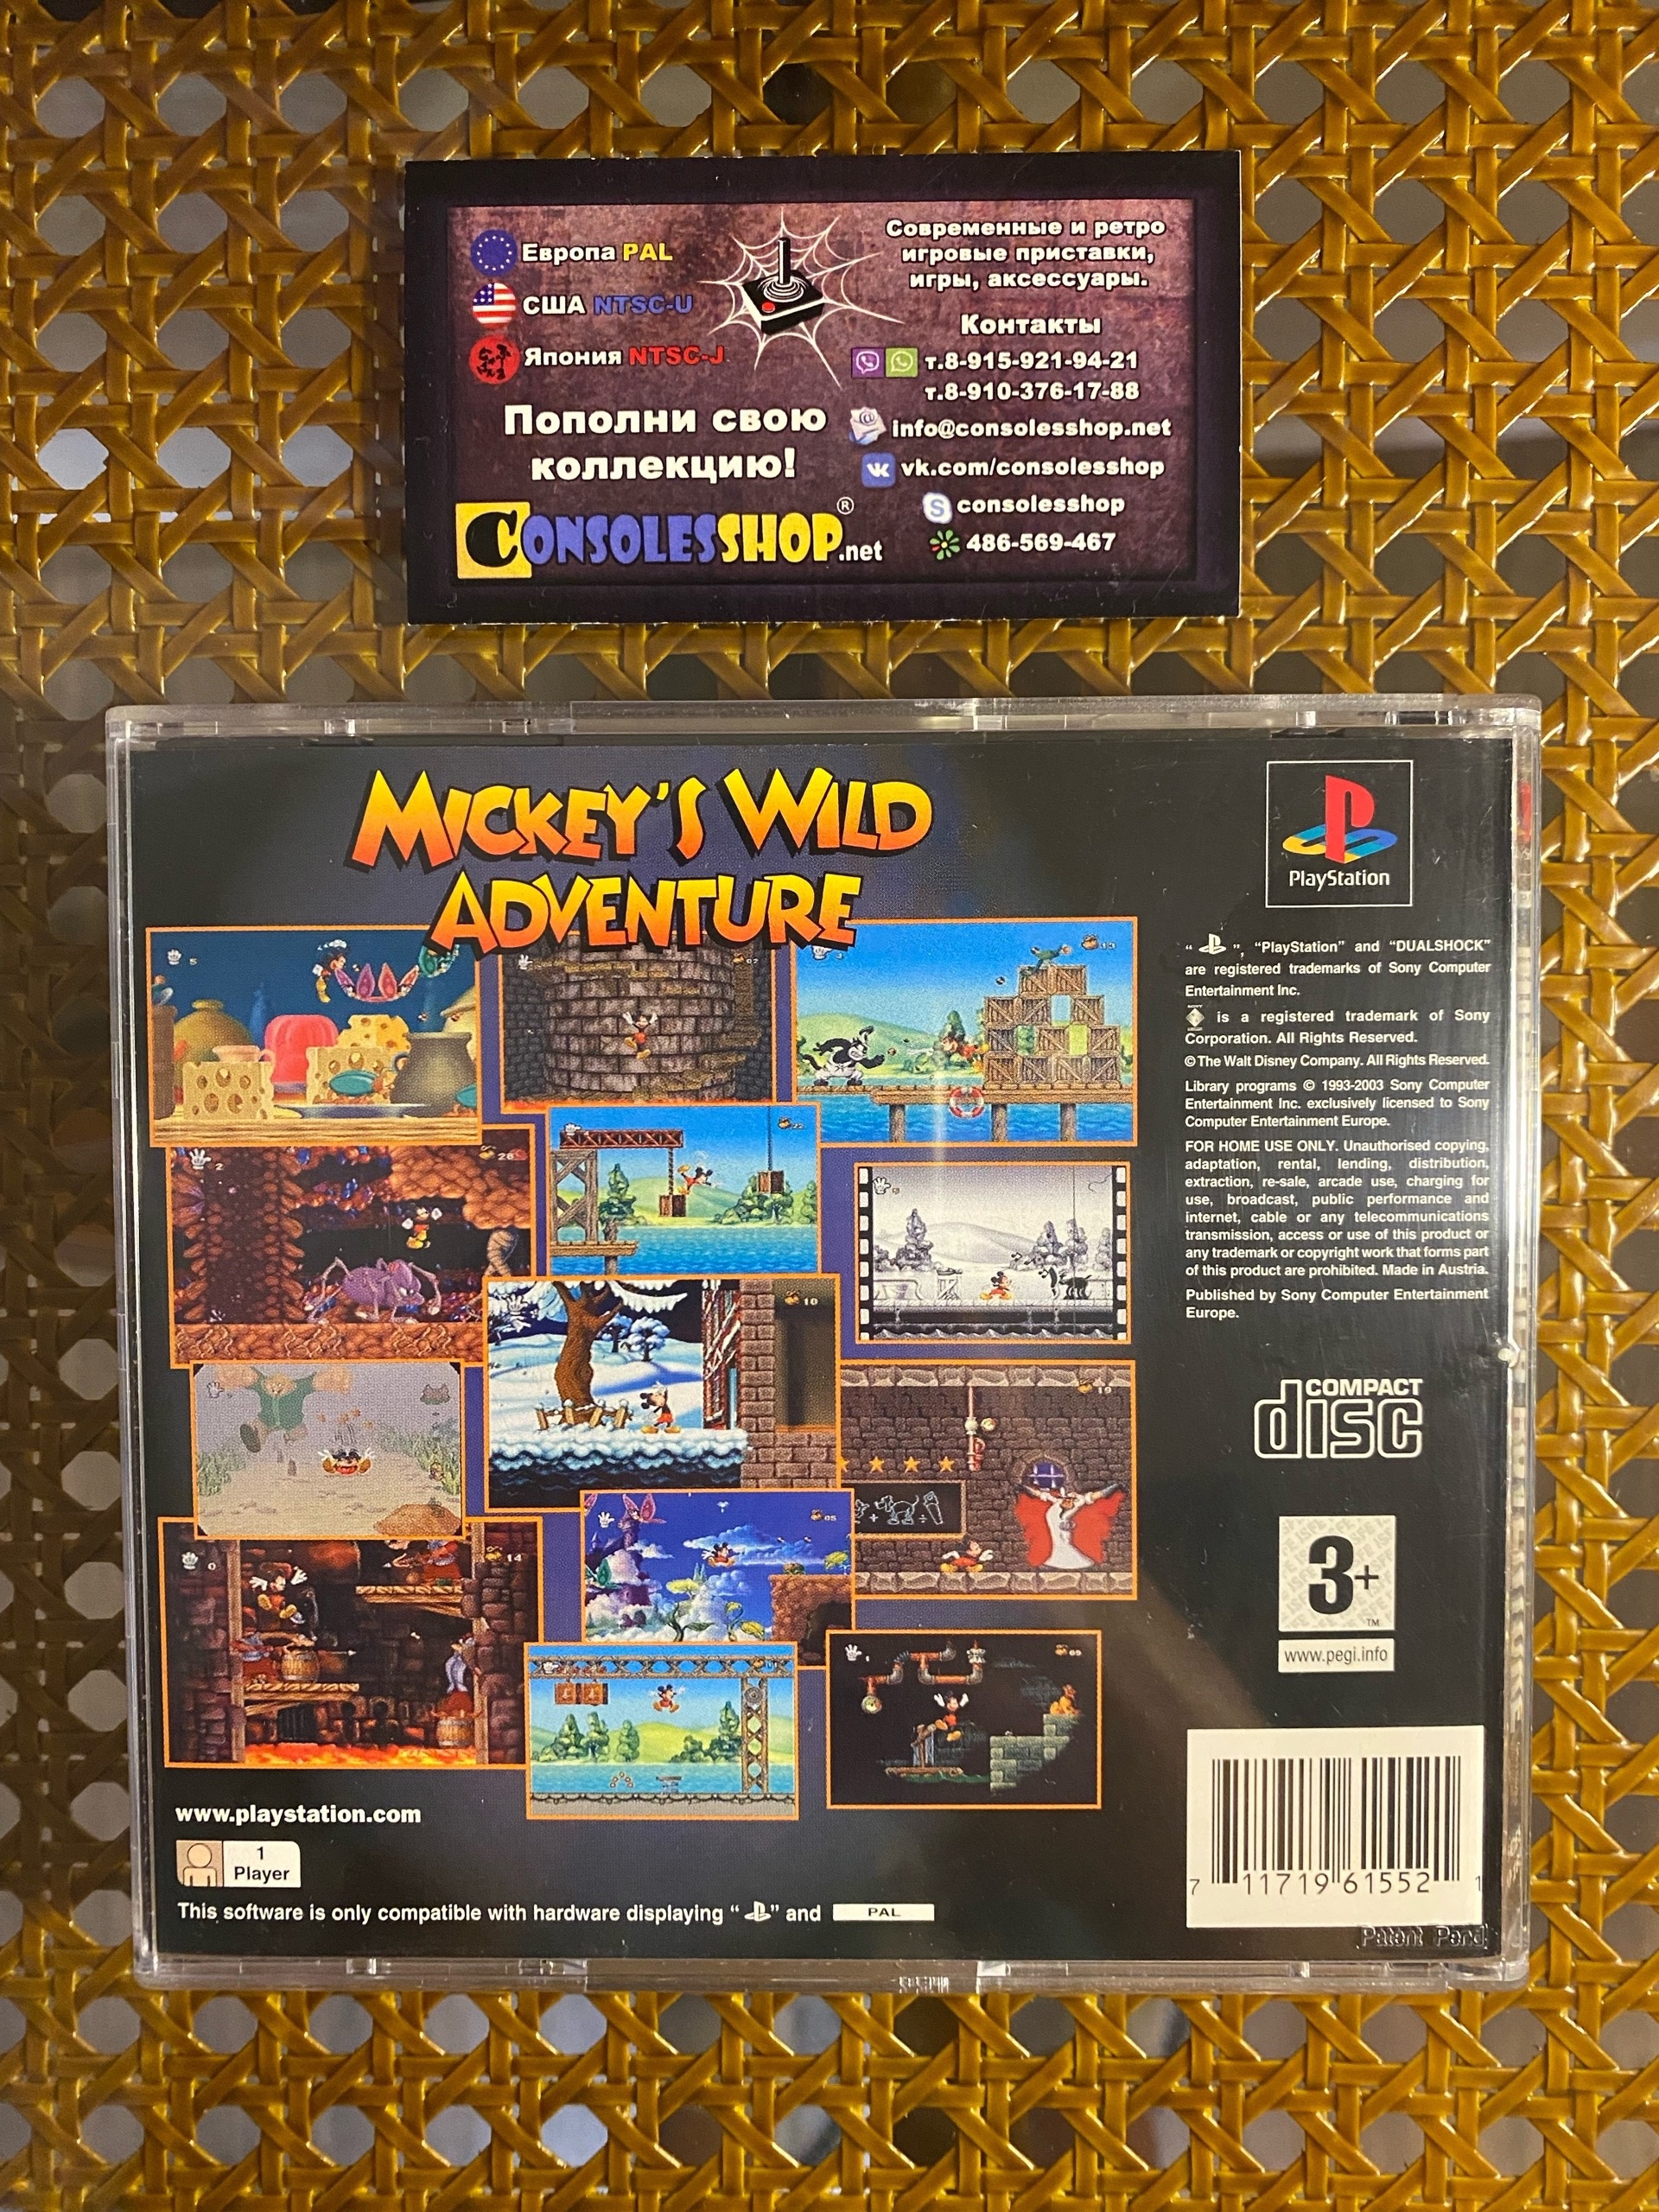 Европа PAL
США NTSC-U
Япония NTSC-J
Пополни свою
коллекцию!
CONSOLESSHOP.net
®
Современные и ретро
игровые приставки,
игры, аксессуары.
Контакты
т.8-915-921-94-21
т.8-910-376-17-88
info@consolesshop.net
vk.com/consolesshop
consolesshop
486-569-467
MICKEY'S WILD
ADVENTURE
PlayStation
“ ”, “PlayStation” and “DUALSHOCK”
are registered trademarks of Sony Computer
Entertainment Inc.
is a registered trademark of Sony
Corporation. All Rights Reserved.
© The Walt Disney Company. All Rights Reserved.
Library programs © 1993-2003 Sony Computer
Entertainment Inc. exclusively licensed to Sony
Computer Entertainment Europe.
FOR HOME USE ONLY. Unauthorised copying,
adaptation, rental, lending, distribution,
extraction, re-sale, arcade use, charging for
use, broadcast, public performance and
internet, cable or any telecommunications
transmission, access or use of this product or
any trademark or copyright work that forms part
of this product are prohibited. Made in Austria.
Published by Sony Computer Entertainment
Europe.
COMPACT
disc
3+
™
www.pegi.info
www.playstation.com
1
Player
This software is only compatible with hardware displaying “ ” and PAL
7 11719 61552 1
Patent Pend